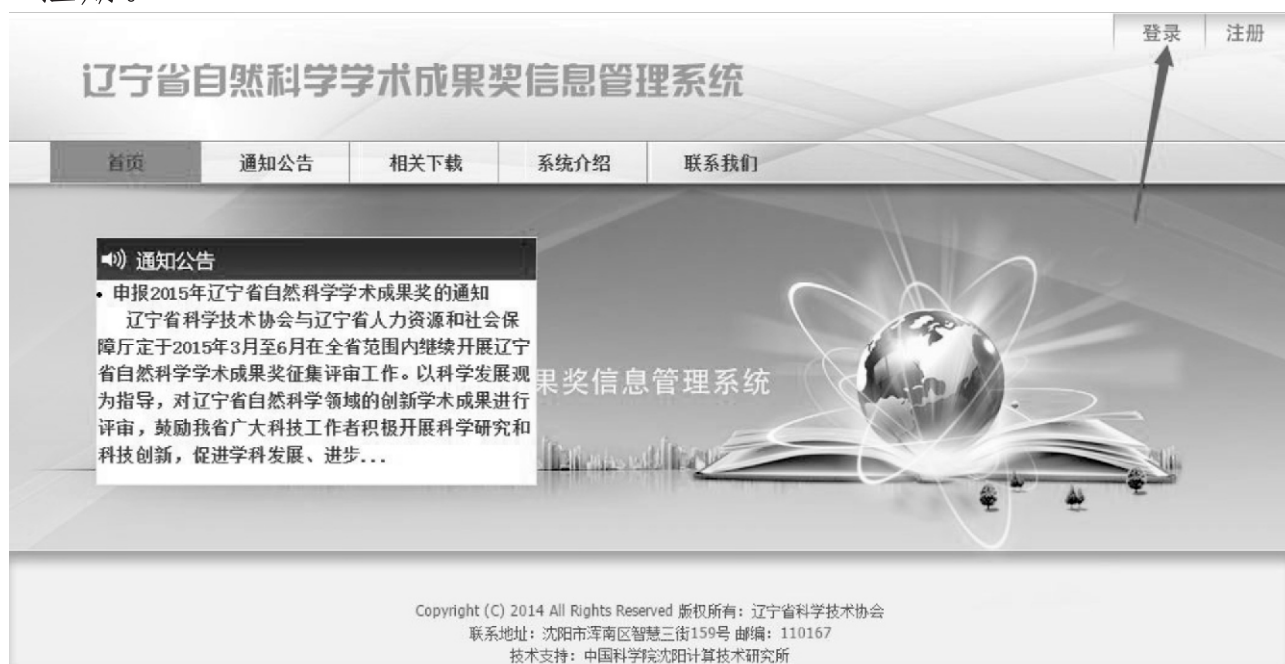 登录 注册
辽宁省自然科学学术成果奖信息管理系统
首页 通知公告 相关下载 系统介绍 联系我们
通知公告
• 申报2015年辽宁省自然科学学术成果奖的通知
辽宁省科学技术协会与辽宁省人力资源和社会保
障厅定于2015年3月至6月在全省范围内继续开展辽宁
省自然科学学术成果奖征集评审工作。以科学发展观
为指导，对辽宁省自然科学领域的创新学术成果进行
评审，鼓励我省广大科技工作者积极开展科学研究和
科技创新，促进学科发展、进步...
果奖信息管理系统
Copyright (C) 2014 All Rights Reserved 版权所有：辽宁省科学技术协会
联系地址：沈阳市浑南区智慧三街159号 邮编：110167
技术支持：中国科学院沈阳计算技术研究所